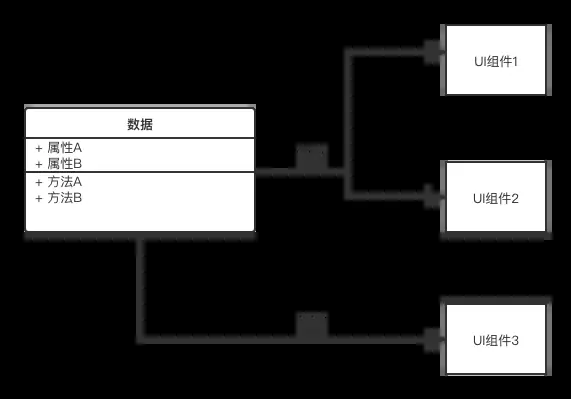 数据
+ 属性A
+ 属性B
+ 方法A
+ 方法B
UI组件1
UI组件2
UI组件3